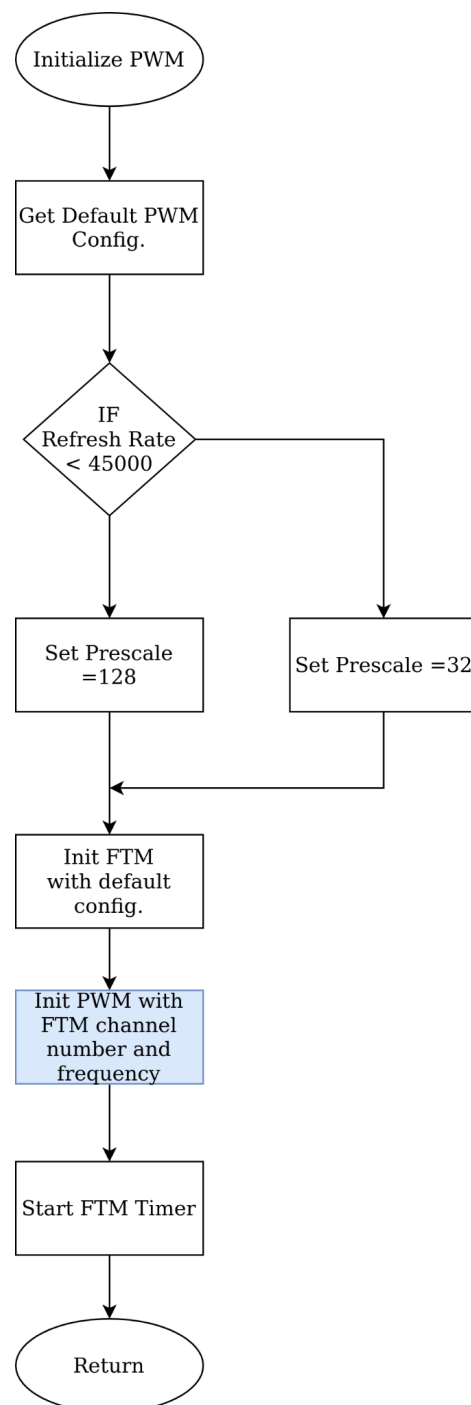 Initialize PWM
Get Default PWM
Config.
IF
Refresh Rate
< 45000
Set Prescale
=128
Set Prescale =32
Init FTM
with default
config.
Init PWM with
FTM channel
number and
frequency
Start FTM Timer
Return